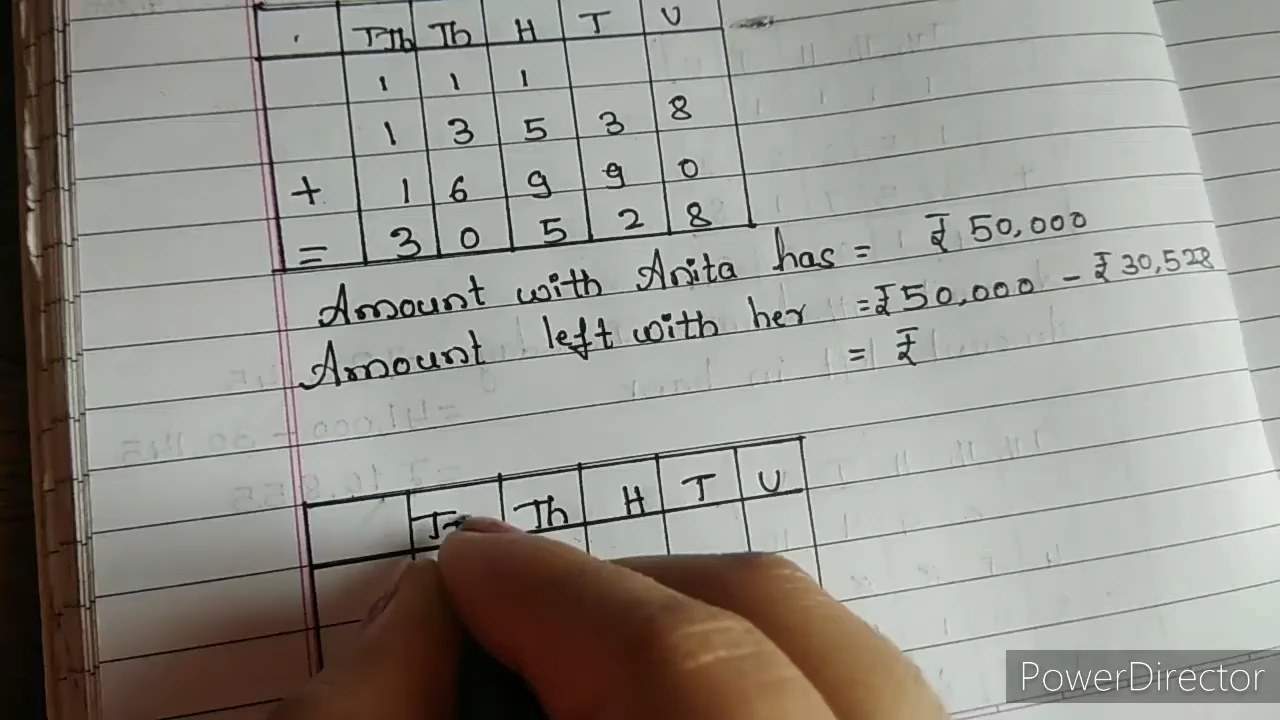 . TTh Th H T U
1 1 1
1 3 5 3 8
+ 1 6 9 9 0
= 3 0 5 2 8
Amount with Anita has = ₹ 50,000
Amount left with her = ₹50,000 - ₹30,528
= ₹
Th H T U
PowerDirector